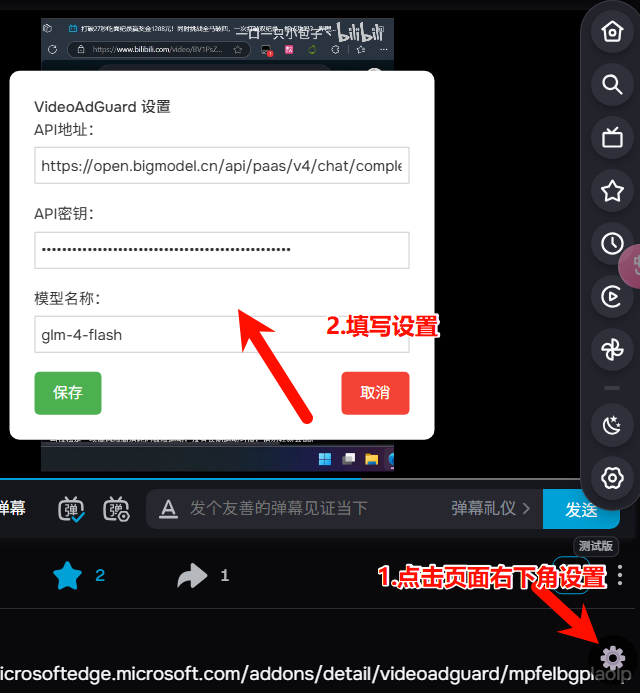 一口一只小包子 bilibili
https://www.bilibili.com/video/BV1PsZ...
VideoAdGuard 设置
API地址：
https://open.bigmodel.cn/api/paas/v4/chat/comple
API密钥：
••••••••••••••••••••••••••••••••••••••••••••••••••
模型名称：
2.填写设置
glm-4-flash
保存
取消
弹幕
弹
弹
A
发个友善的弹幕见证当下
弹幕礼仪 >
发送
测试版
2
1
1.点击页面右下角设置
icrosoftedge.microsoft.com/addons/detail/videoadguard/mpfelbgplaolp